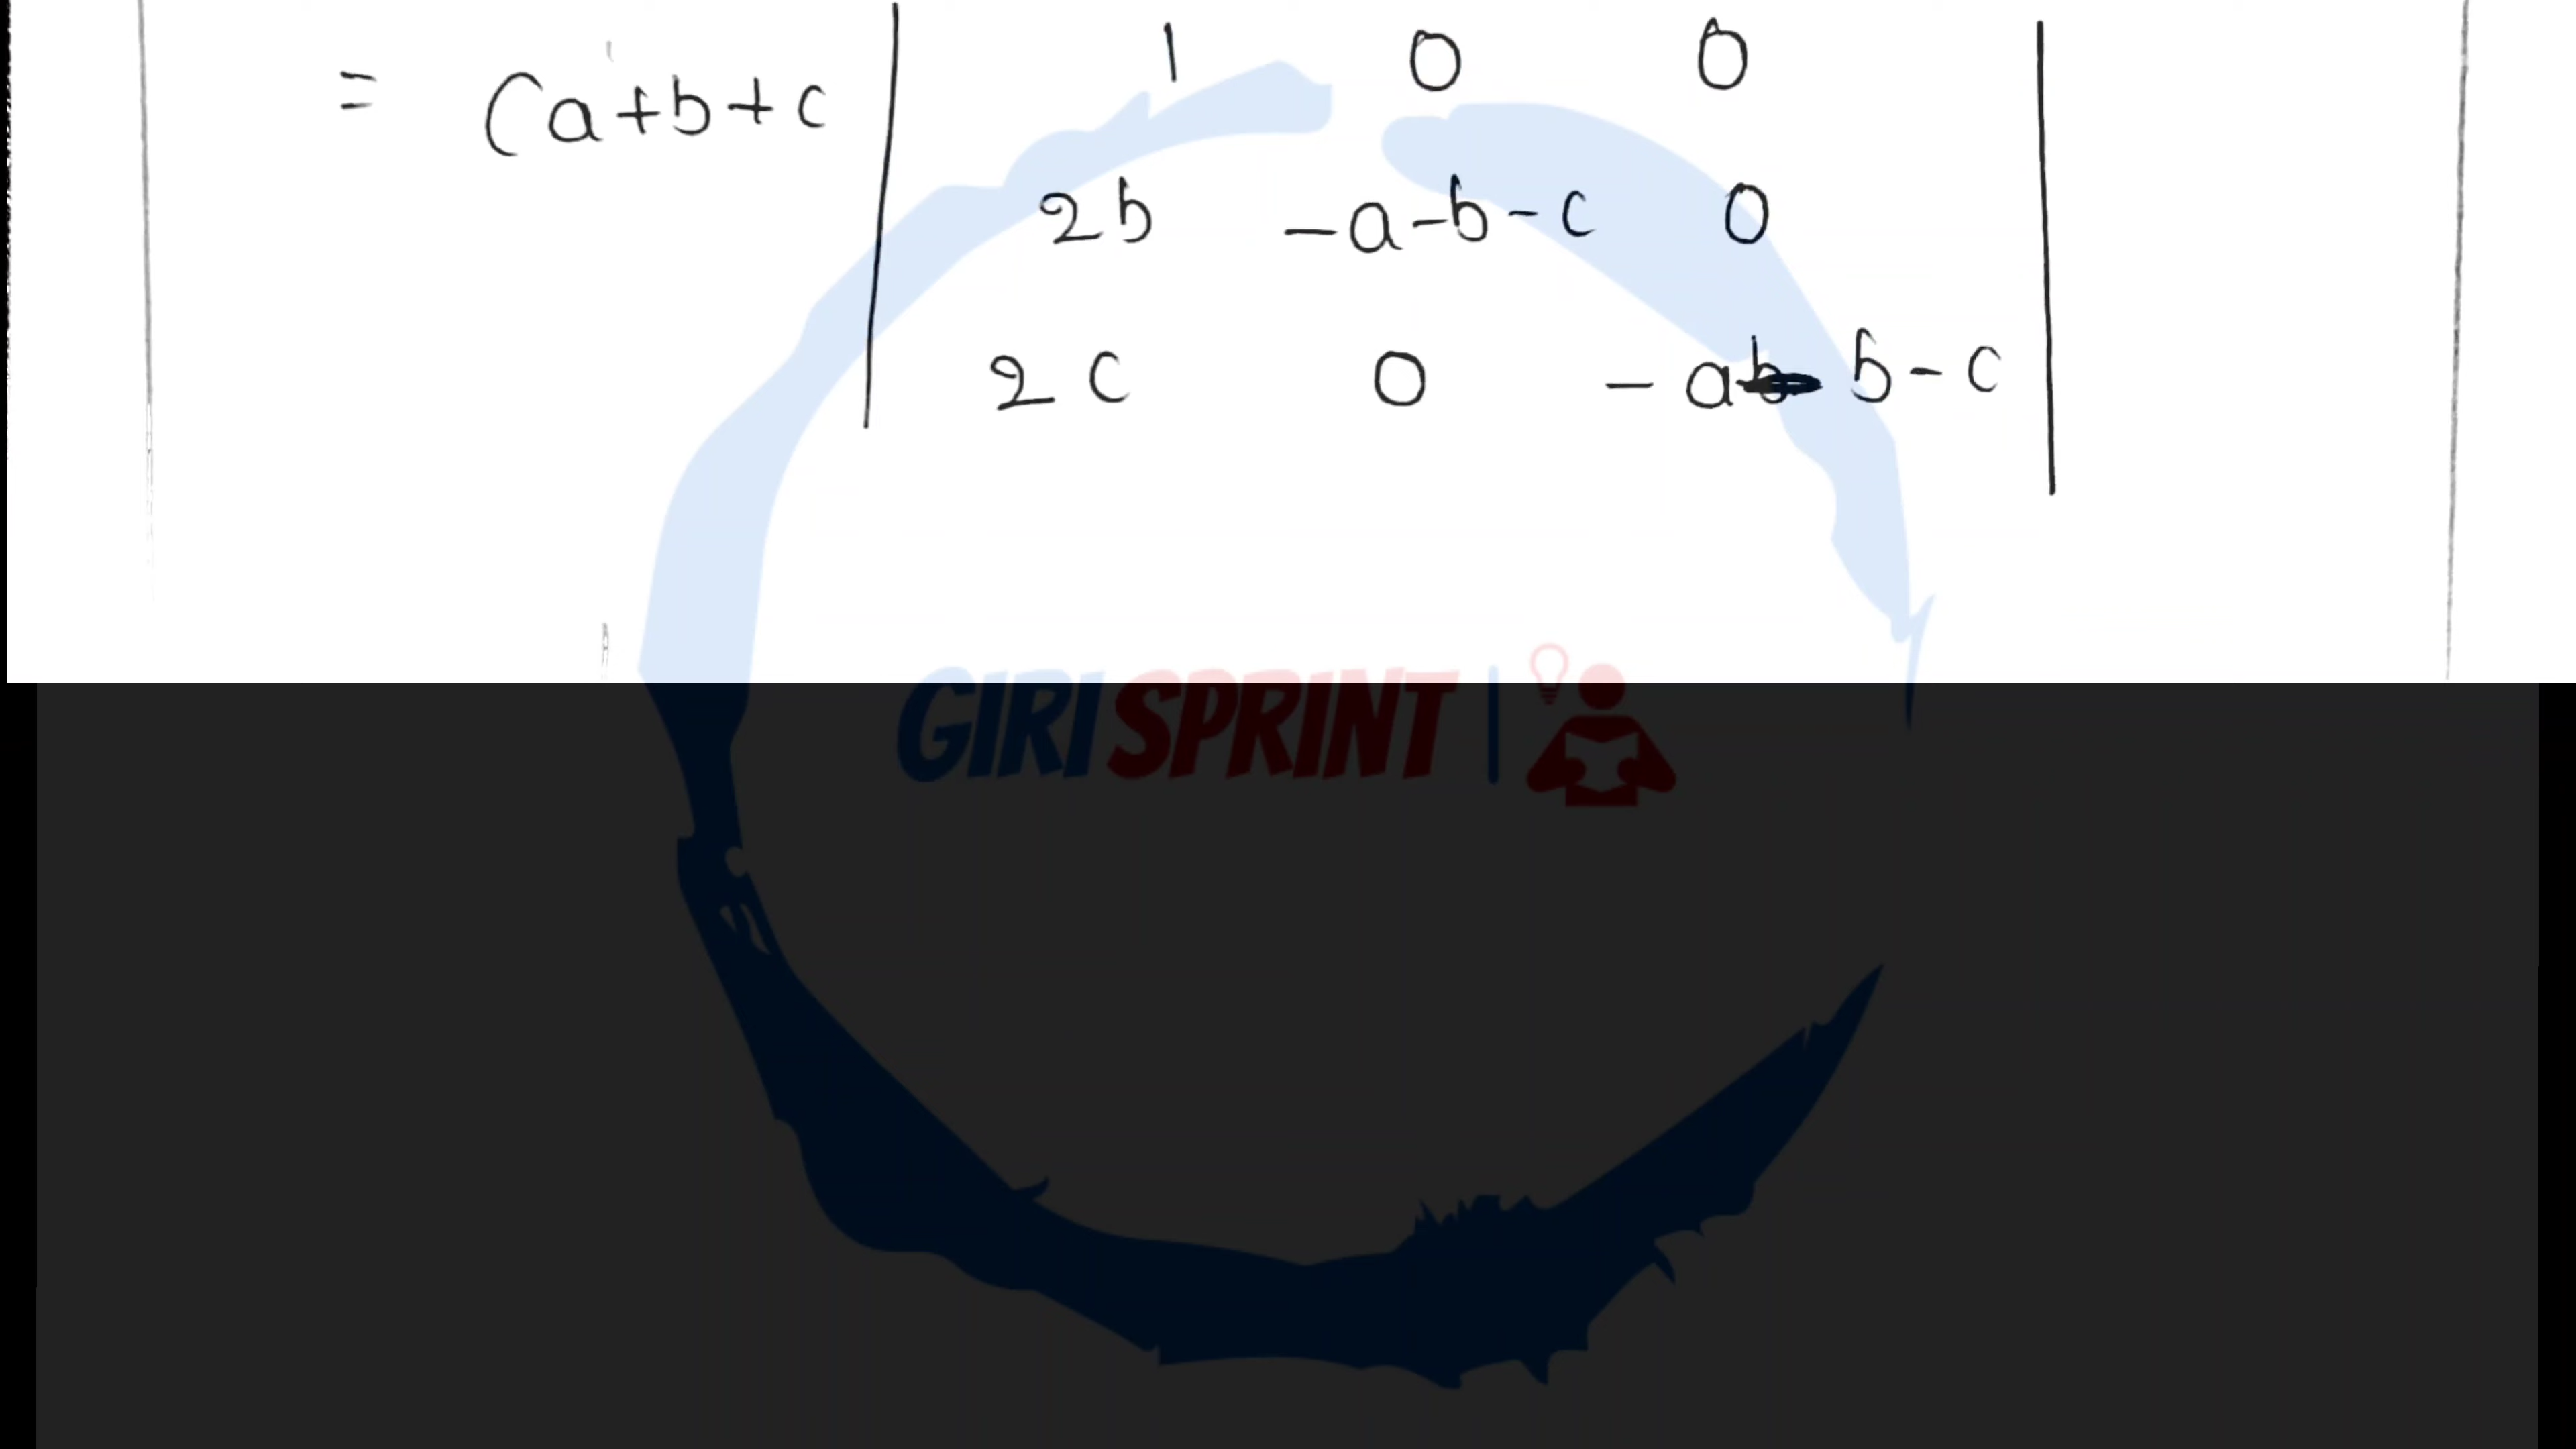 = (a+b+c | 1 0 0 |
2b -a-b-c 0
2c 0 -a b-c
GIRI SPRINT |